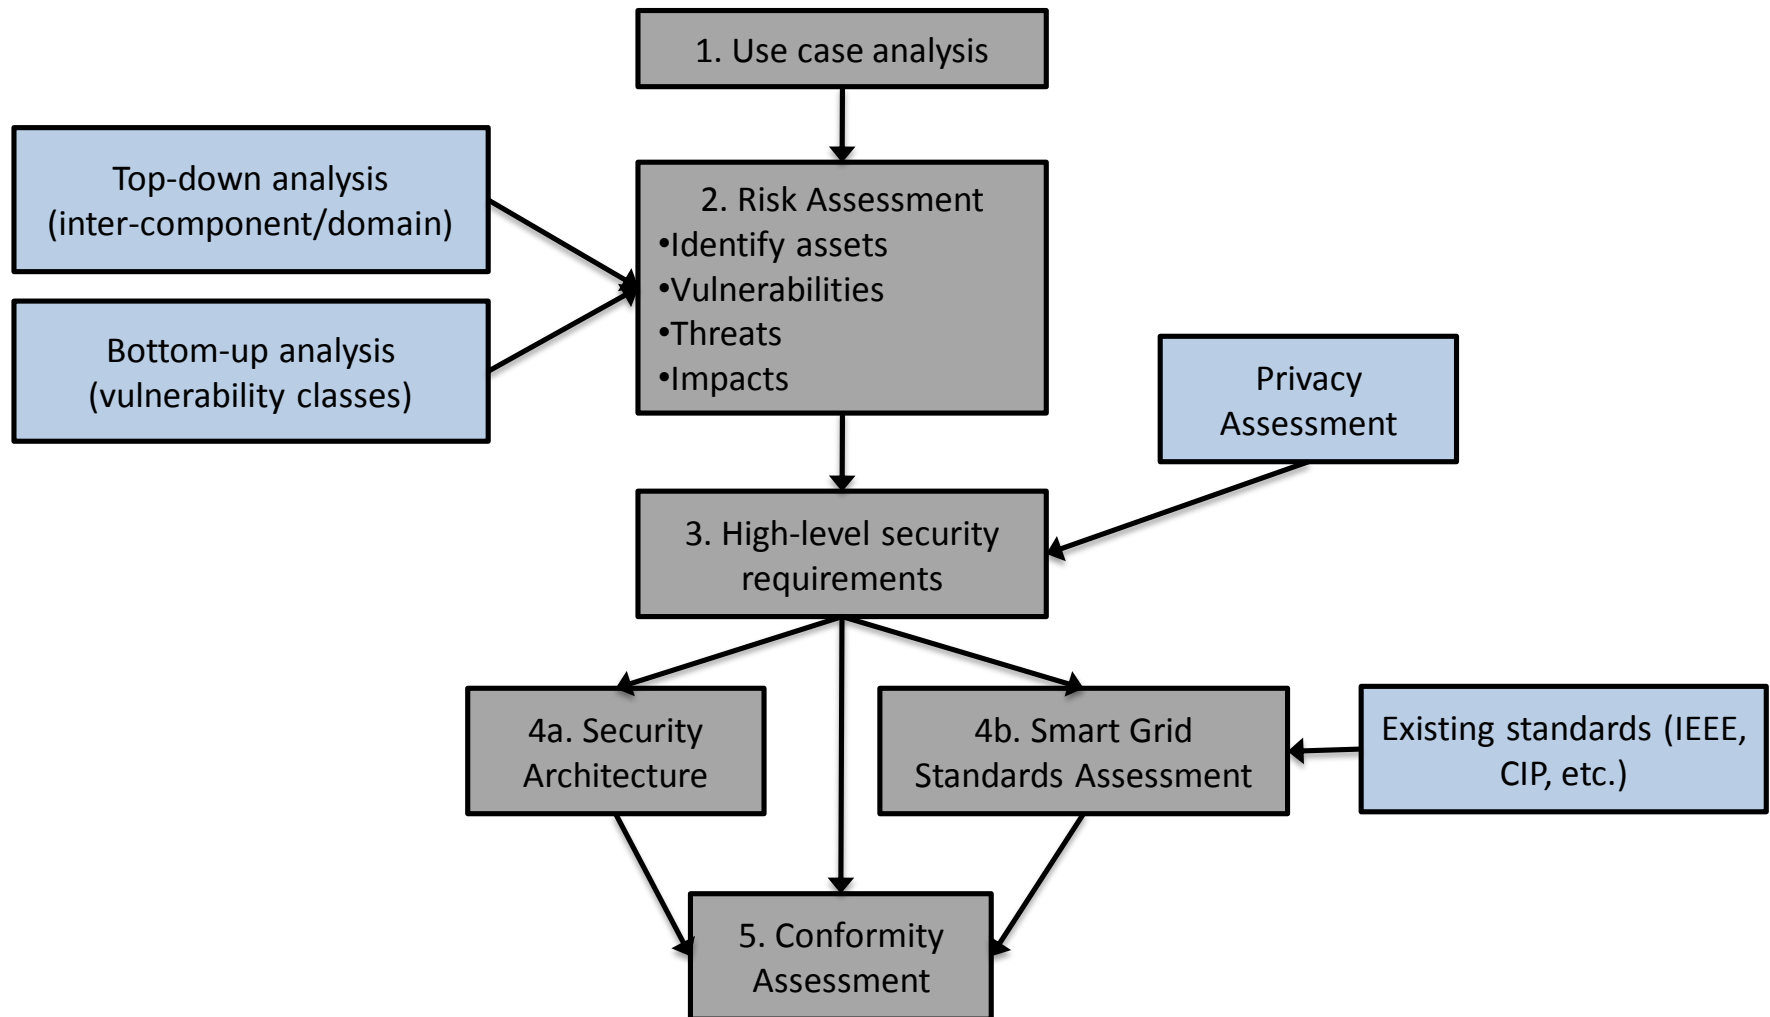 1. Use case analysis
Top-down analysis
(inter-component/domain)
2. Risk Assessment
•Identify assets
•Vulnerabilities
•Threats
•Impacts
Bottom-up analysis
(vulnerability classes)
Privacy
Assessment
3. High-level security
requirements
4a. Security
Architecture
4b. Smart Grid
Standards Assessment
Existing standards (IEEE,
CIP, etc.)
5. Conformity
Assessment